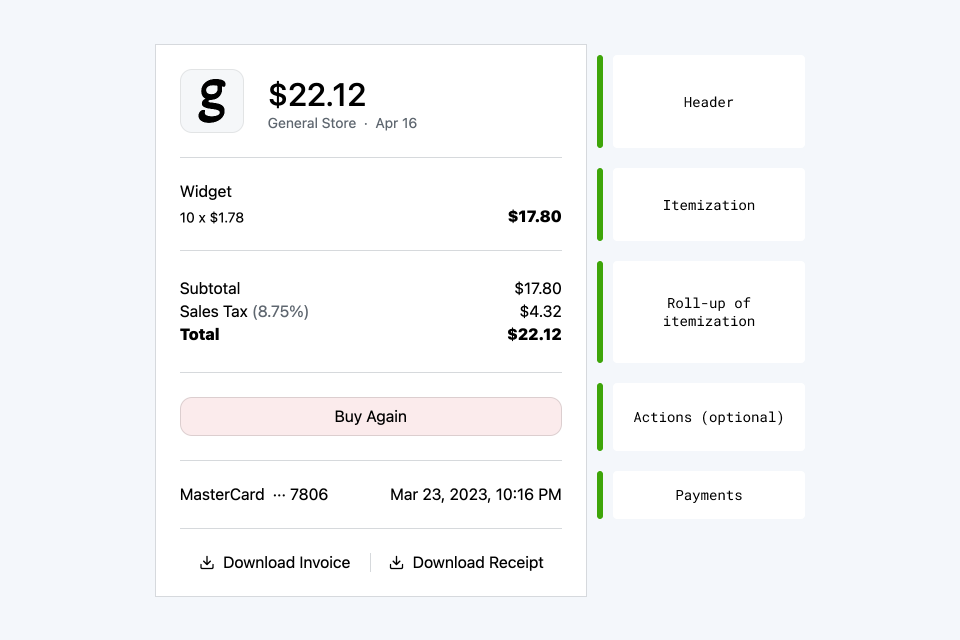 g
$22.12
General Store · Apr 16
Widget
10 x $1.78 $17.80
Subtotal $17.80
Sales Tax (8.75%) $4.32
Total $22.12
Buy Again
MasterCard ··· 7806 Mar 23, 2023, 10:16 PM
Download Invoice Download Receipt
Header
Itemization
Roll-up of
itemization
Actions (optional)
Payments